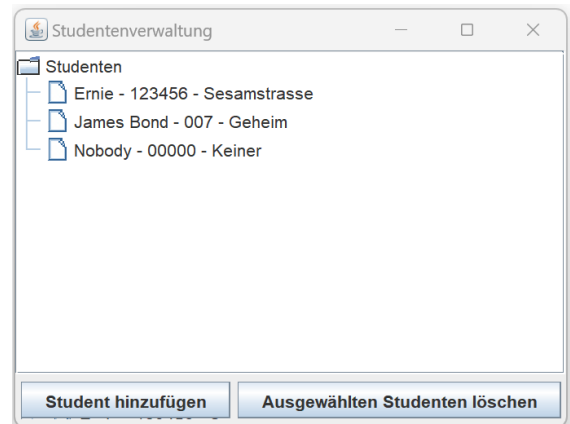 Studentenverwaltung
Studenten
Ernie - 123456 - Sesamstrasse
James Bond - 007 - Geheim
Nobody - 00000 - Keiner
Student hinzufügen Ausgewählten Studenten löschen